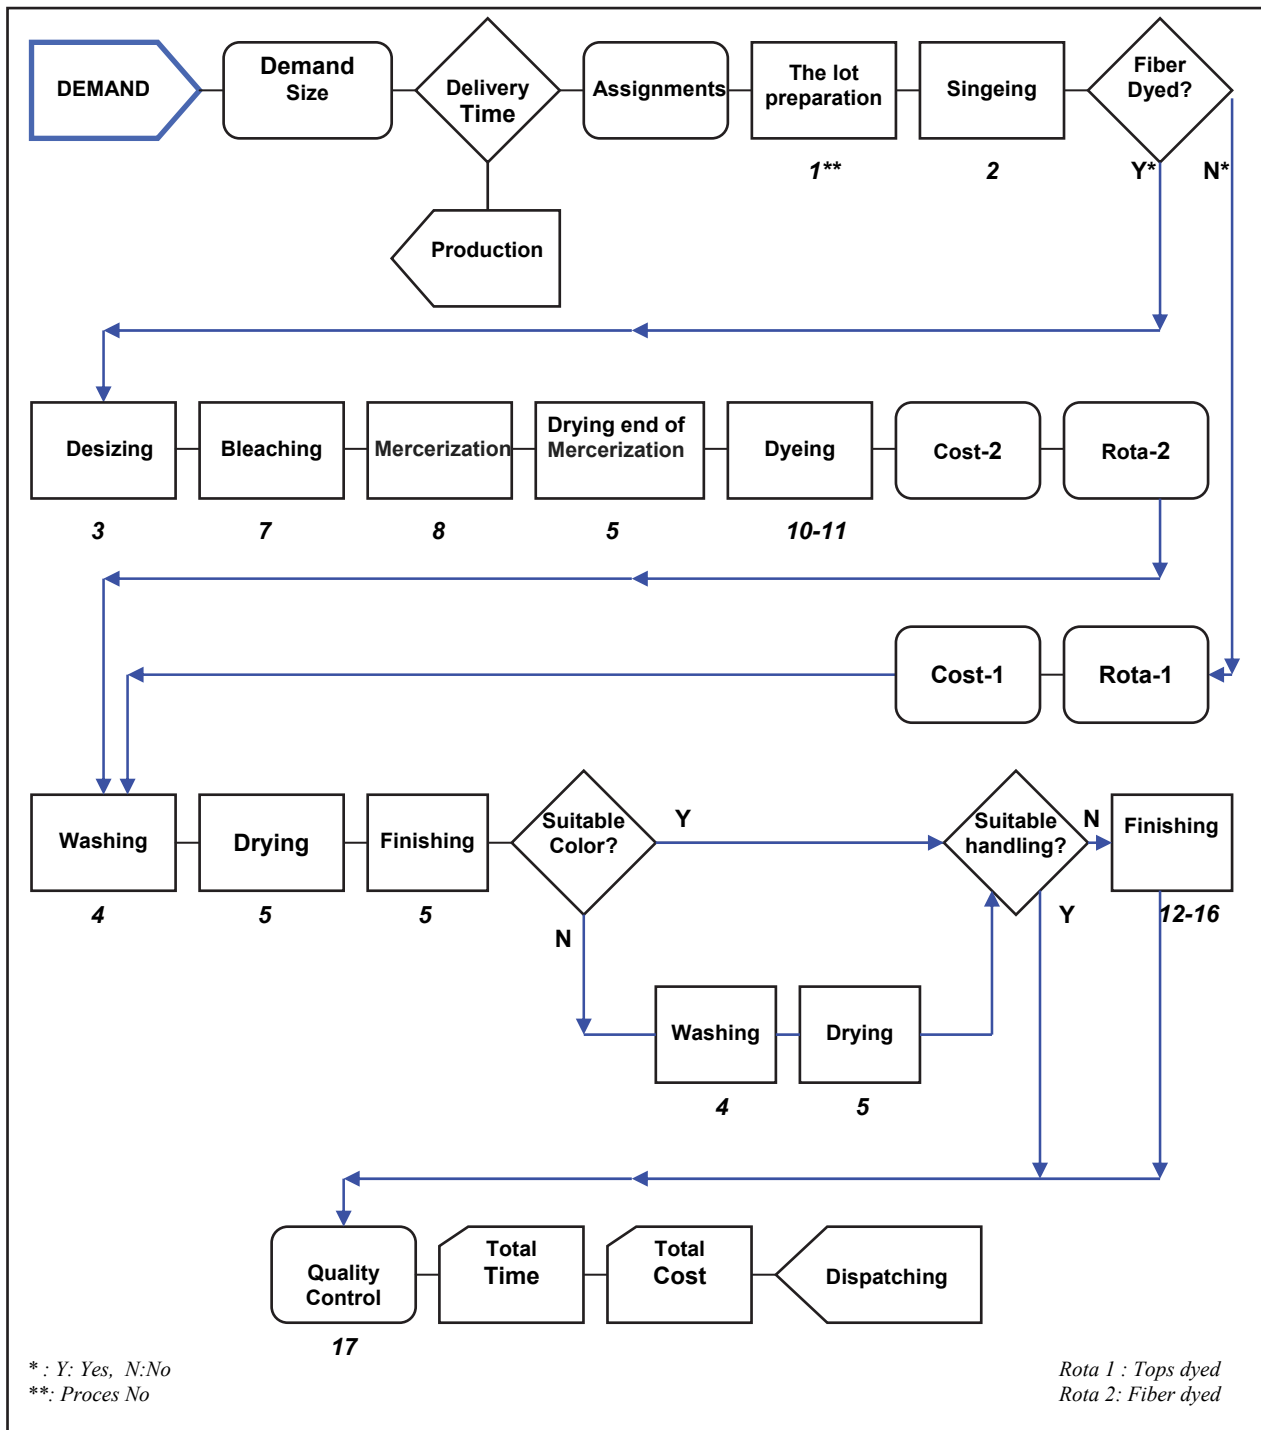 DEMAND
Demand
Size
Delivery
Time
Assignments
The lot
preparation
Singeing
Fiber
Dyed?
1**
2
Y*
N*
Production
Desizing
Bleaching
Mercerization
Drying end of
Mercerization
Dyeing
Cost-2
Rota-2
3
7
8
5
10-11
Cost-1
Rota-1
Washing
Drying
Finishing
Suitable
Color?
Y
Suitable
handling?
N
Finishing
4
5
5
N
Y
12-16
Washing
Drying
4
5
Quality
Control
Total
Time
Total
Cost
Dispatching
17
* : Y: Yes, N:No
**: Proces No
Rota 1 : Tops dyed
Rota 2: Fiber dyed